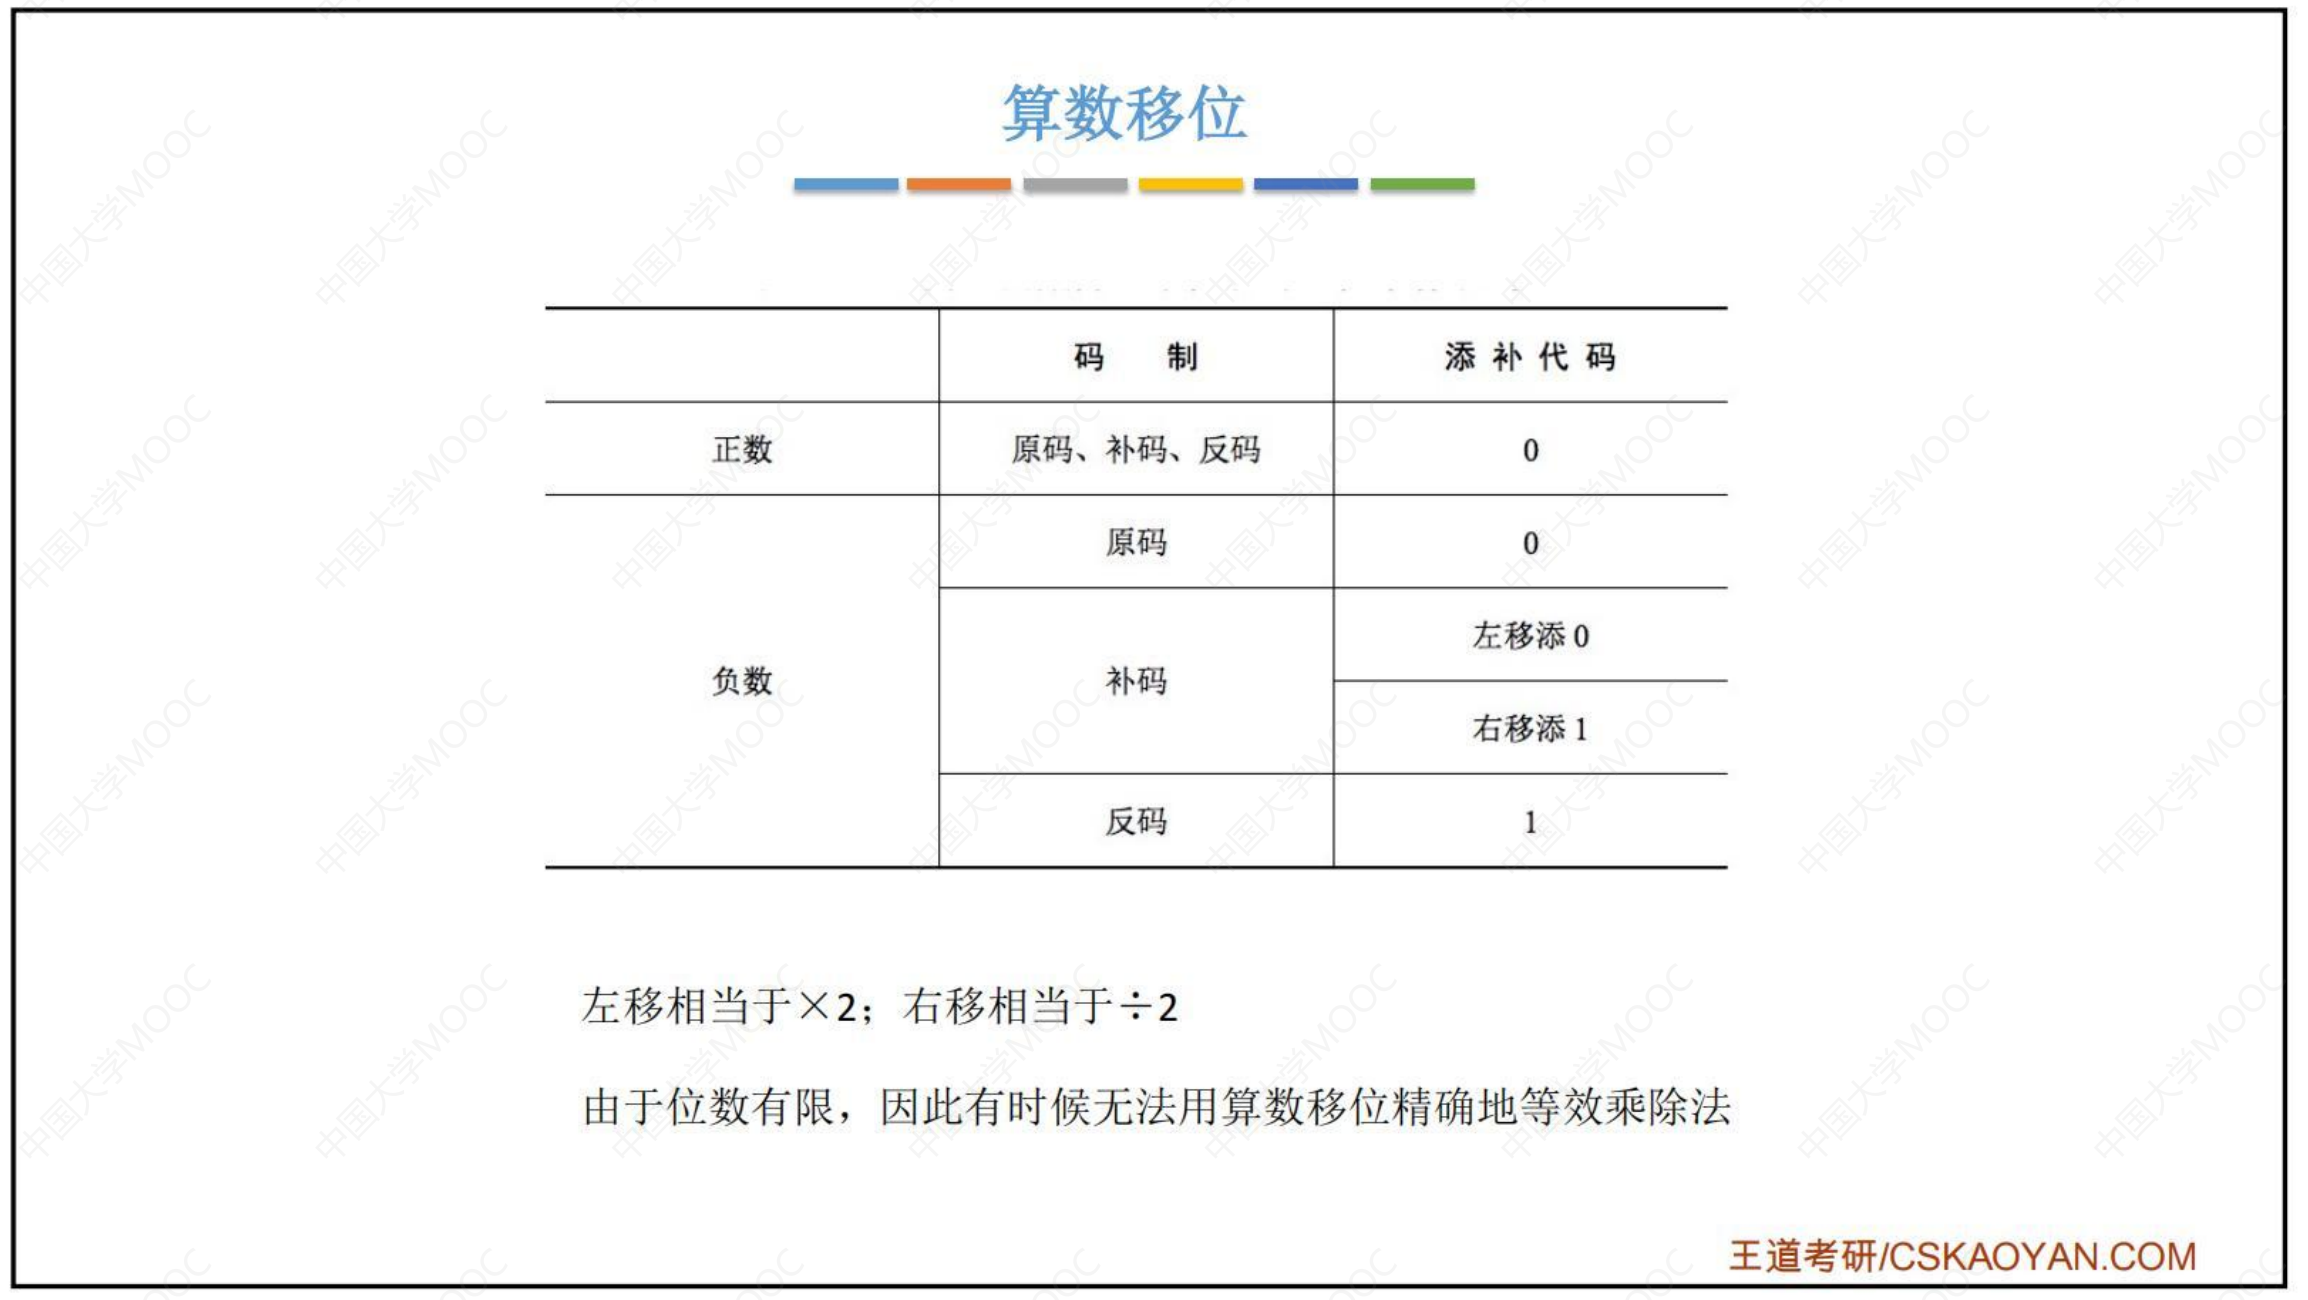 算数移位
码 制 添补代码
正数 原码、补码、反码 0
负数 原码 0
补码 左移添0
右移添1
反码 1
左移相当于×2；右移相当于÷2
由于位数有限，因此有时候无法用算数移位精确地等效乘除法
王道考研/CSKAOYAN.COM
中国大学MOOC